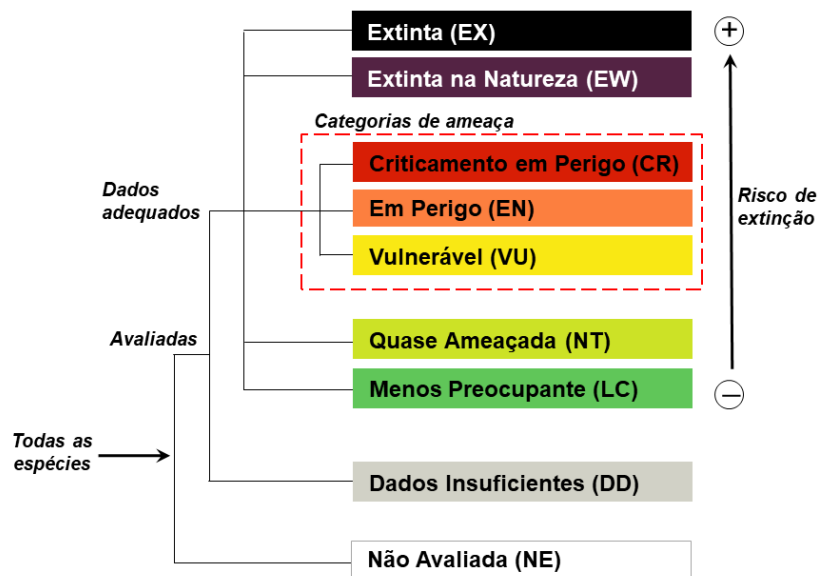 Extinta (EX)
+
Extinta na Natureza (EW)
Categorias de ameaça
Criticamento em Perigo (CR)
Dados
adequados
Em Perigo (EN)
Risco de
extinção
Vulnerável (VU)
Avaliadas
Quase Ameaçada (NT)
Menos Preocupante (LC)
—
Todas as
espécies
Dados Insuficientes (DD)
Não Avaliada (NE)